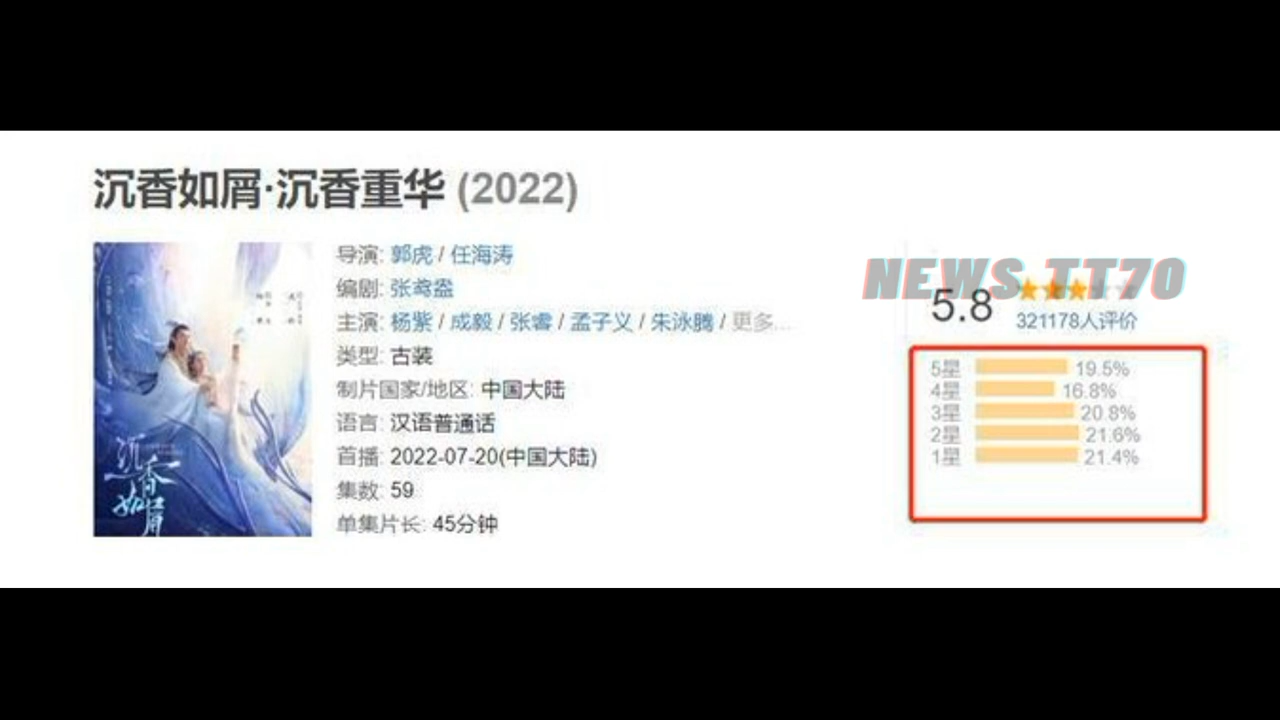 沉香如屑·沉香重华 (2022)
导演: 郭虎 / 任海涛
编剧: 张鸢盎
主演: 杨紫 / 成毅 / 张睿 / 孟子义 / 朱泳腾 / 更多...
类型: 古装
制片国家/地区: 中国大陆
语言: 汉语普通话
首播: 2022-07-20(中国大陆)
集数: 59
单集片长: 45分钟
沉香如屑
NEWS TT70
5.8
321178人评价
5星 19.5%
4星 16.8%
3星 20.8%
2星 21.6%
1星 21.4%